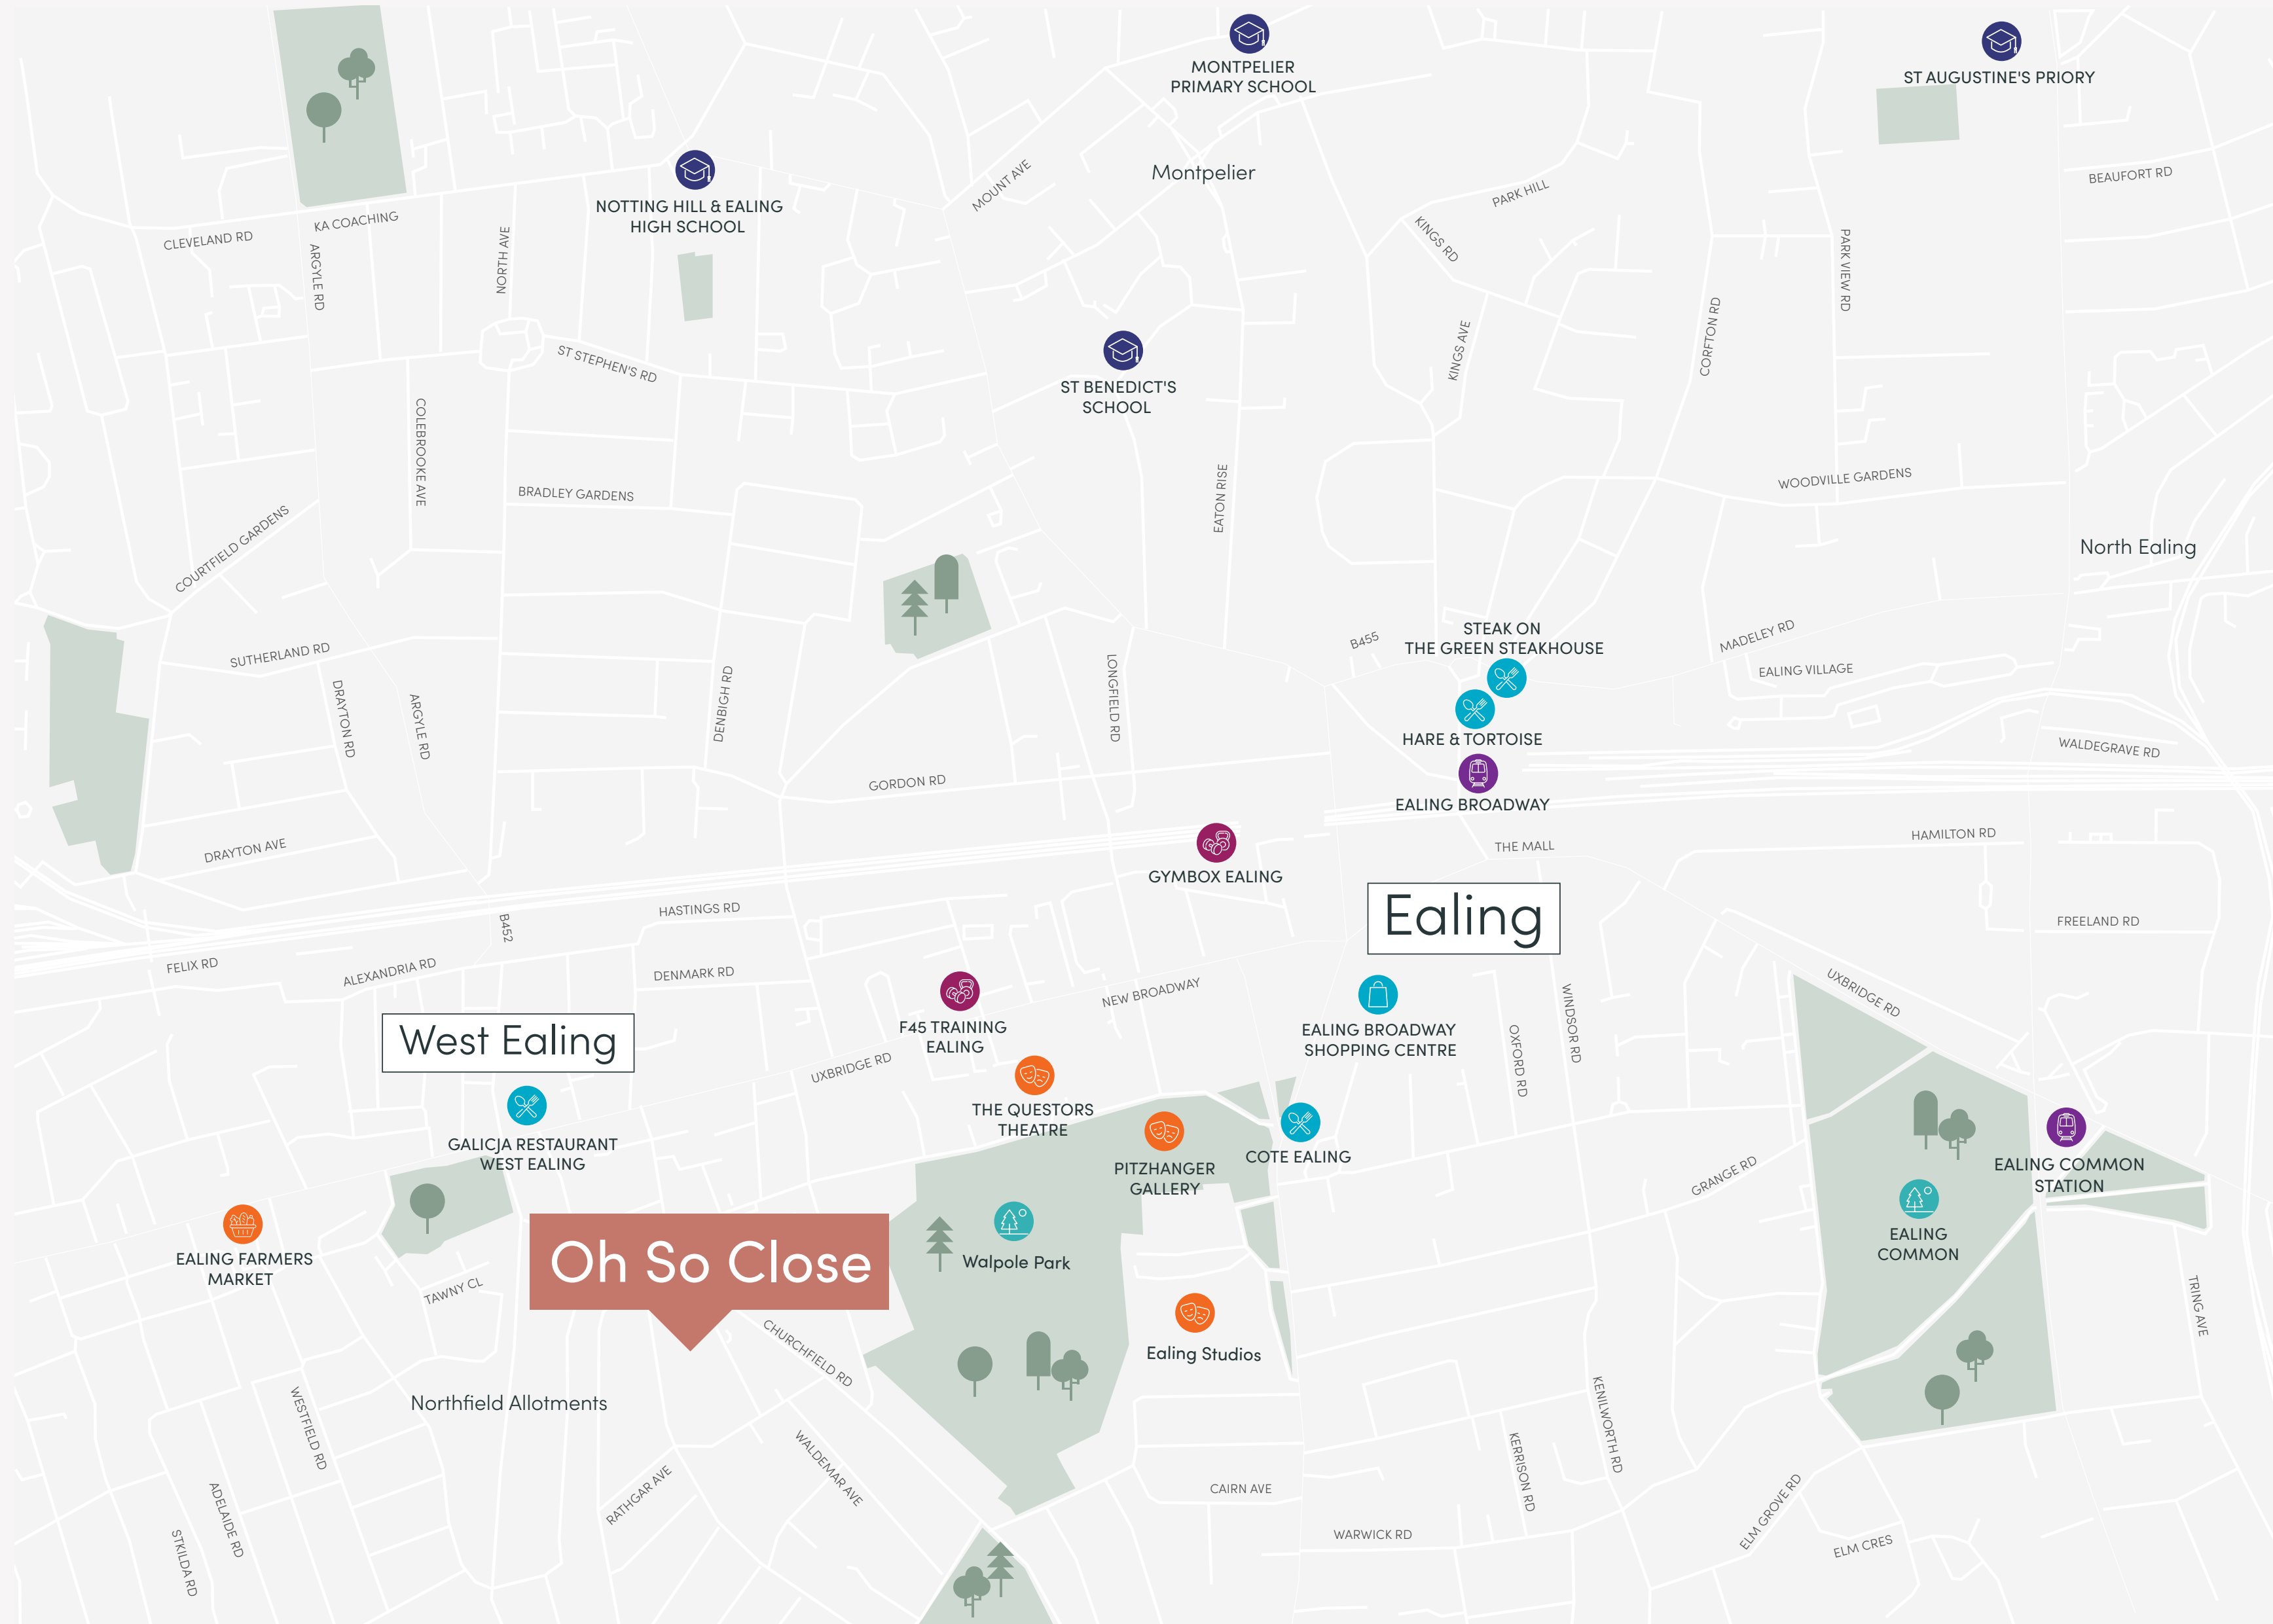 MONTPELIER
PRIMARY SCHOOL
ST AUGUSTINE'S PRIORY
NOTTING HILL & EALING
HIGH SCHOOL
MOUNT AVE
Montpelier
PARK HILL
BEAUFORT RD
CLEVELAND RD
KA COACHING
ARGYLE RD
NORTH AVE
KINGS RD
PARK VIEW RD
ST STEPHEN'S RD
ST BENEDICT'S
SCHOOL
KINGS AVE
CORFTON RD
COLEBROOKE AVE
BRADLEY GARDENS
EATON RISE
WOODVILLE GARDENS
COURTFIELD GARDENS
North Ealing
SUTHERLAND RD
DRAYTON RD
ARGYLE RD
DENBIGH RD
LONGFIELD RD
B455
STEAK ON
THE GREEN STEAKHOUSE
MADELEY RD
EALING VILLAGE
HARE & TORTOISE
WALDEGRAVE RD
GORDON RD
EALING BROADWAY
DRAYTON AVE
THE MALL
HAMILTON RD
GYMBOX EALING
B452
HASTINGS RD
Ealing
FREELAND RD
FELIX RD
ALEXANDRIA RD
DENMARK RD
NEW BROADWAY
UXBRIDGE RD
West Ealing
F45 TRAINING
EALING
UXBRIDGE RD
EALING BROADWAY
SHOPPING CENTRE
OXFORD RD
WINDSOR RD
THE QUESTORS
THEATRE
GALICJA RESTAURANT
WEST EALING
PITZHANGER
GALLERY
COTE EALING
GRANGE RD
EALING COMMON
STATION
EALING FARMERS
MARKET
TAWNY CL
Oh So Close
Walpole Park
EALING
COMMON
TRING AVE
CHURCHFIELD RD
Ealing Studios
Northfield Allotments
WESTFIELD RD
WALDEMAR AVE
KENILWORTH RD
RATHGAR AVE
CAIRN AVE
KERRISON RD
ELM GROVE RD
ADELAIDE RD
STKILDA RD
WARWICK RD
ELM CRES